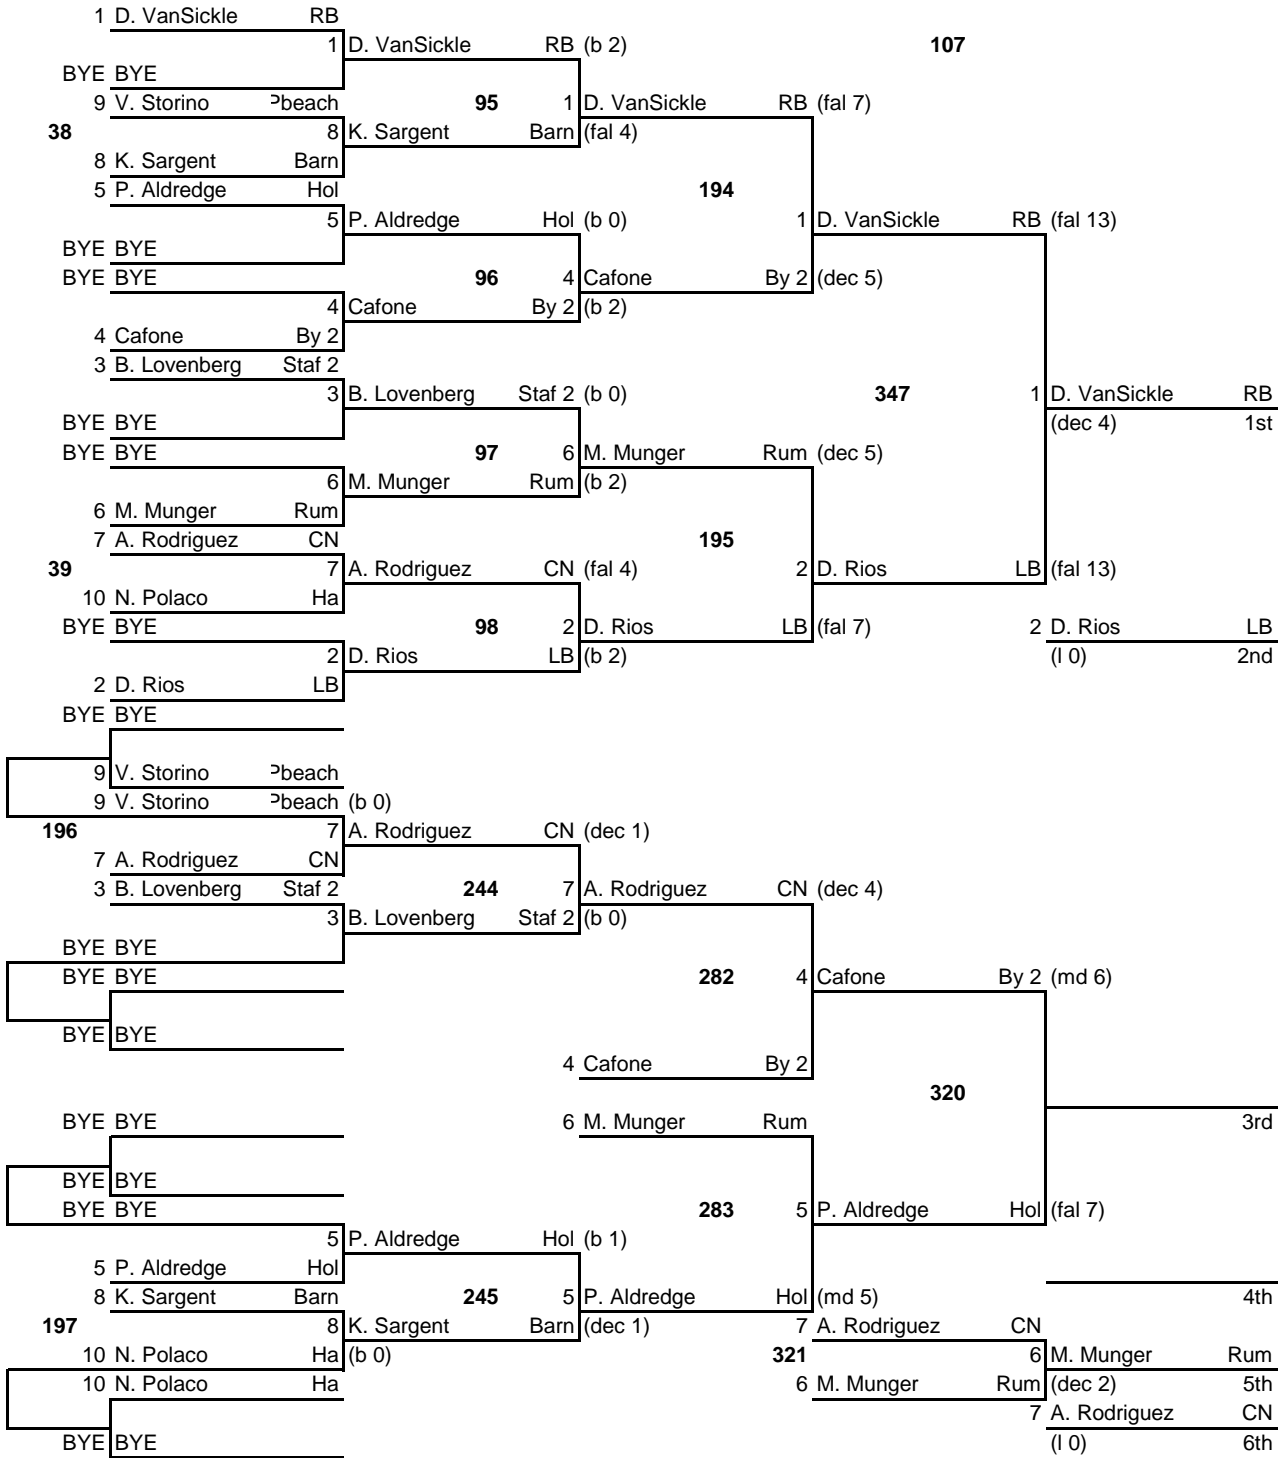 1 D. VanSickle RB
1 D. VanSickle RB (b 2) 107
BYE BYE
9 V. Storino Pbeach 95 1 D. VanSickle RB (fal 7)
38 8 K. Sargent Barn (fal 4)
8 K. Sargent Barn
5 P. Aldredge Hol 194
5 P. Aldredge Hol (b 0) 1 D. VanSickle RB (fal 13)
BYE BYE
BYE BYE 96 4 Cafone By 2 (dec 5)
4 Cafone By 2 (b 2)
4 Cafone By 2
3 B. Lovenberg Staf 2
3 B. Lovenberg Staf 2 (b 0) 347 1 D. VanSickle RB
BYE BYE (dec 4) 1st
BYE BYE 97 6 M. Munger Rum (dec 5)
6 M. Munger Rum (b 2)
6 M. Munger Rum
7 A. Rodriguez CN 195
39 7 A. Rodriguez CN (fal 4) 2 D. Rios LB (fal 13)
10 N. Polaco Ha
BYE BYE 98 2 D. Rios LB (fal 7) 2 D. Rios LB
2 D. Rios LB (b 2) (l 0) 2nd
2 D. Rios LB
BYE BYE
9 V. Storino Pbeach
9 V. Storino Pbeach (b 0)
196 7 A. Rodriguez CN (dec 1)
7 A. Rodriguez CN
3 B. Lovenberg Staf 2 244 7 A. Rodriguez CN (dec 4)
3 B. Lovenberg Staf 2 (b 0)
BYE BYE
BYE BYE 282 4 Cafone By 2 (md 6)
BYE BYE
4 Cafone By 2
320
BYE BYE 6 M. Munger Rum 3rd
BYE BYE
BYE BYE 283 5 P. Aldredge Hol (fal 7)
5 P. Aldredge Hol (b 1)
5 P. Aldredge Hol
8 K. Sargent Barn 245 5 P. Aldredge Hol (md 5) 4th
197 8 K. Sargent Barn (dec 1) 7 A. Rodriguez CN
10 N. Polaco Ha (b 0) 321 6 M. Munger Rum
10 N. Polaco Ha 6 M. Munger Rum (dec 2) 5th
7 A. Rodriguez CN
BYE BYE (l 0) 6th